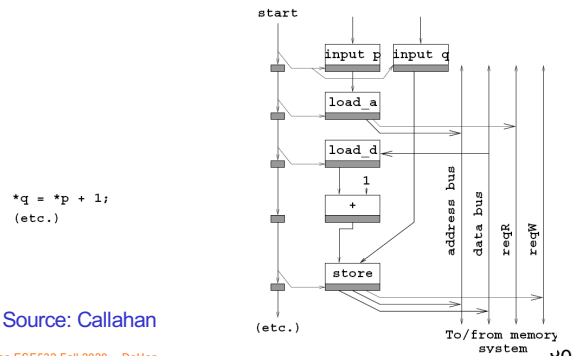 start
input p
input q
load_a
load_d
1
+
store
(etc.)
address bus
data bus
reqR
reqW
To/from memory
system
*q = *p + 1;
(etc.)
Source: Callahan